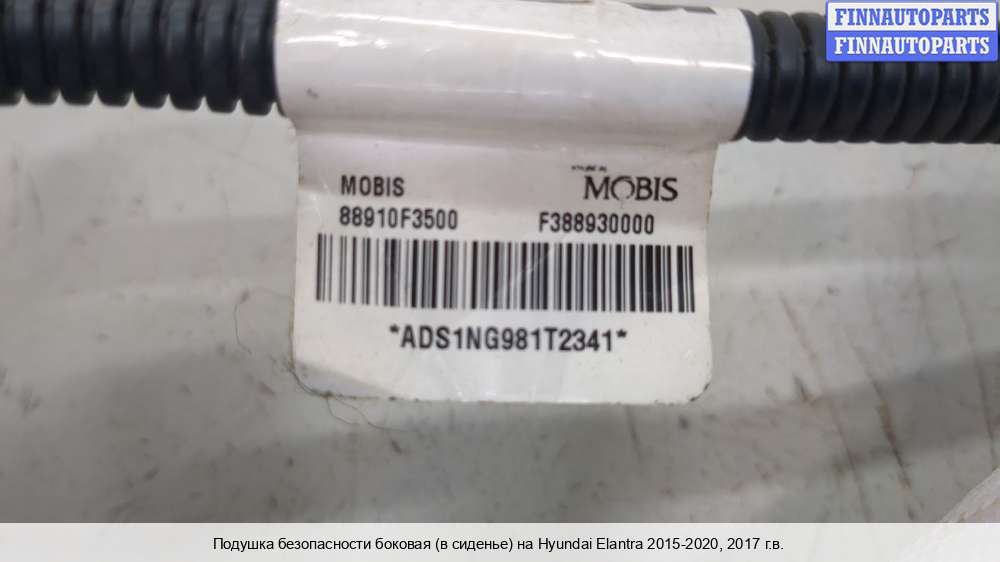 FINNAUTOPARTS
FINNAUTOPARTS
MOBIS MOBIS
88910F3500 F388930000
*ADS1NG981T2341*
Подушка безопасности боковая (в сиденье) на Hyundai Elantra 2015-2020, 2017 г.в.